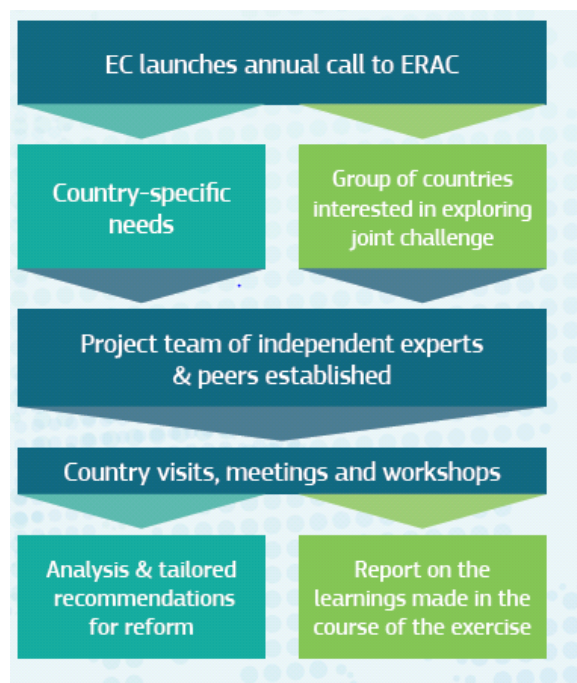 EC launches annual call to ERAC
Country-specific
needs
Group of countries
interested in exploring
joint challenge
Project team of independent experts
& peers established
Country visits, meetings and workshops
Analysis & tailored
recommendations
for reform
Report on the
learnings made in the
course of the exercise